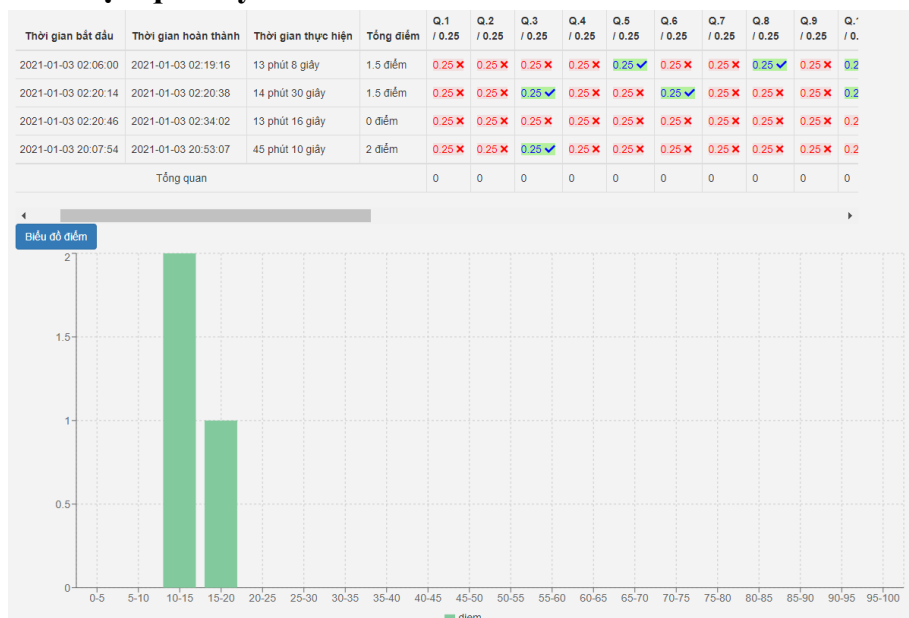 Thời gian bắt đầu Thời gian hoàn thành Thời gian thực hiện Tổng điểm Q.1 / 0.25 Q.2 / 0.25 Q.3 / 0.25 Q.4 / 0.25 Q.5 / 0.25 Q.6 / 0.25 Q.7 / 0.25 Q.8 / 0.25 Q.9 / 0.25
2021-01-03 02:06:00 2021-01-03 02:19:16 13 phút 8 giây 1.5 điểm 0.25 ✖ 0.25 ✖ 0.25 ✖ 0.25 ✖ 0.25 ✔ 0.25 ✖ 0.25 ✖ 0.25 ✔ 0.25 ✖ 0.2
2021-01-03 02:20:14 2021-01-03 02:20:38 14 phút 30 giây 1.5 điểm 0.25 ✖ 0.25 ✖ 0.25 ✔ 0.25 ✖ 0.25 ✖ 0.25 ✔ 0.25 ✖ 0.25 ✖ 0.25 ✖ 0.2
2021-01-03 02:20:46 2021-01-03 02:34:02 13 phút 16 giây 0 điểm 0.25 ✖ 0.25 ✖ 0.25 ✖ 0.25 ✖ 0.25 ✖ 0.25 ✖ 0.25 ✖ 0.25 ✖ 0.25 ✖ 0.2
2021-01-03 20:07:54 2021-01-03 20:53:07 45 phút 10 giây 2 điểm 0.25 ✖ 0.25 ✖ 0.25 ✔ 0.25 ✖ 0.25 ✖ 0.25 ✖ 0.25 ✖ 0.25 ✖ 0.25 ✖ 0.2
Tổng quan 0 0 0 0 0 0 0 0 0 0
Biểu đồ điểm
2
1.5
1
0.5
0
0-5 5-10 10-15 15-20 20-25 25-30 30-35 35-40 40-45 45-50 50-55 55-60 60-65 65-70 70-75 75-80 80-85 85-90 90-95 95-100
diem